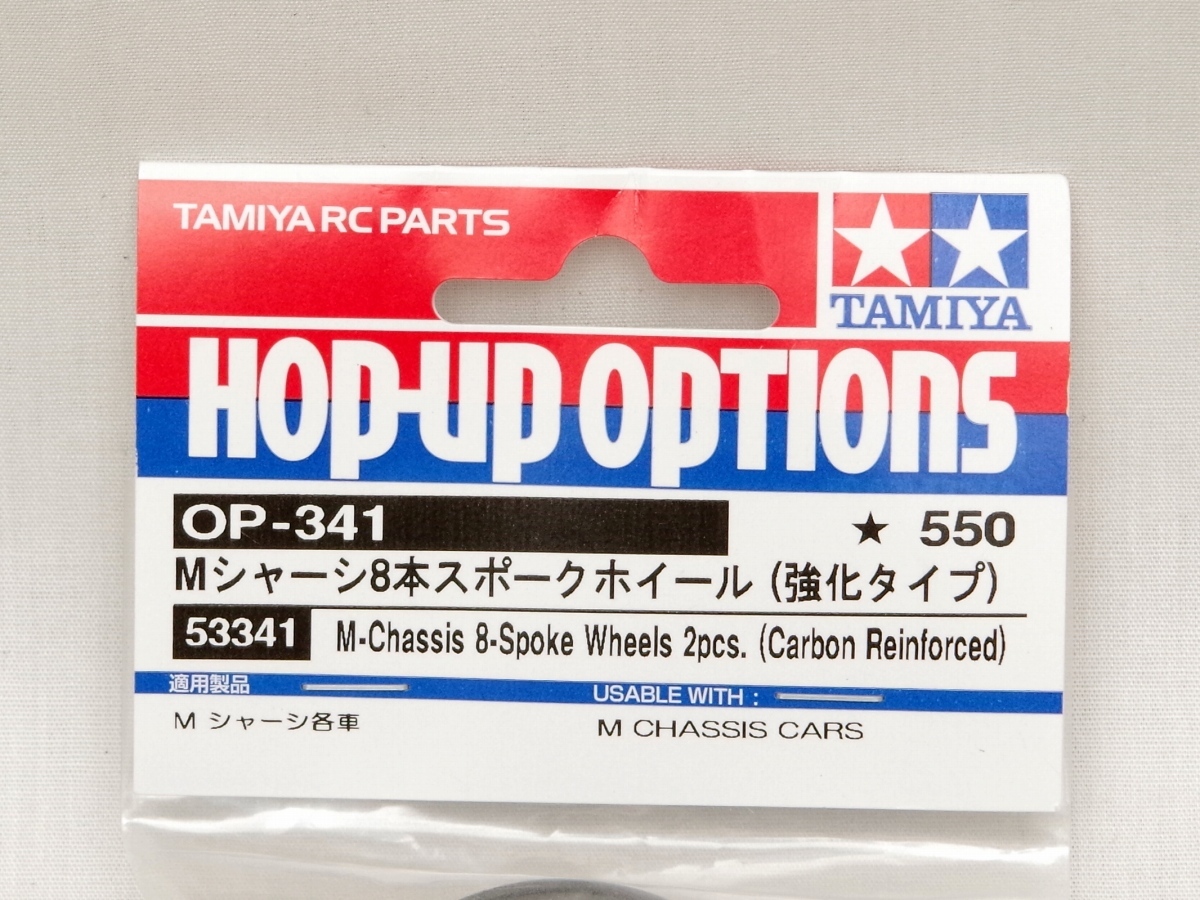 TAMIYA RC PARTS
TAMIYA
HOP-UP OPTIONS
OP-341
★ 550
Mシャーシ8本スポークホイール (強化タイプ)
53341
M-Chassis 8-Spoke Wheels 2pcs. (Carbon Reinforced)
適用製品
USABLE WITH :
M シャーシ各車
M CHASSIS CARS